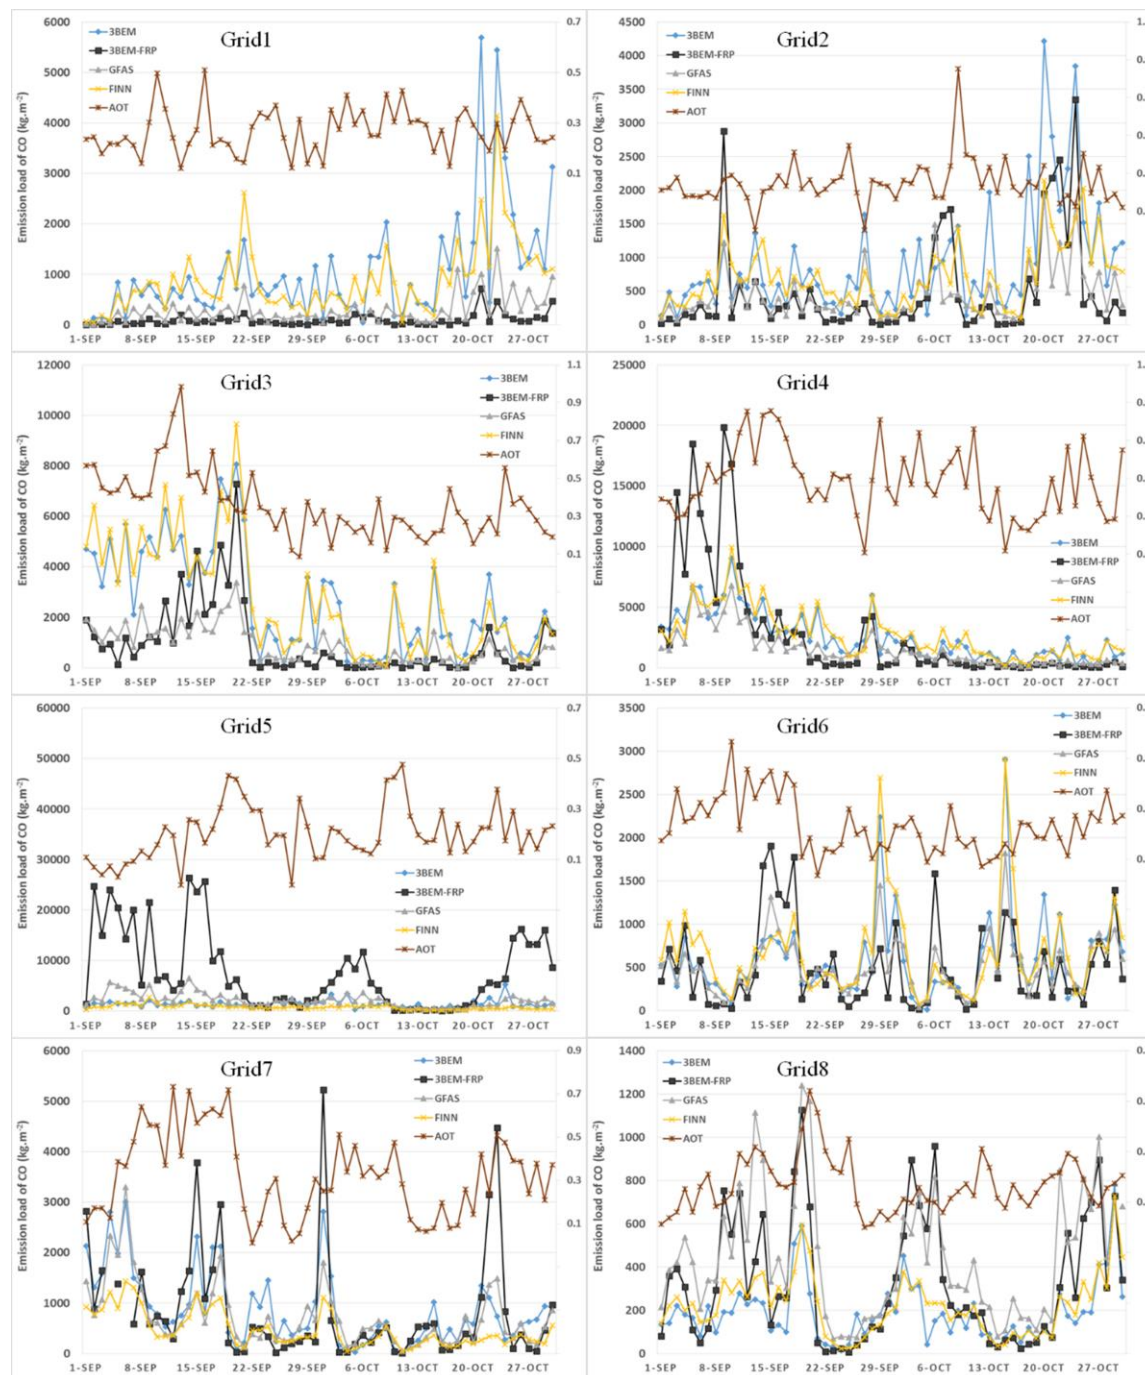 Grid1
Emission load of CO (kg.m-2)
6000
5000
4000
3000
2000
1000
0
3BEM
3BEM-FRP
GFAS
FINN
AOT
0.7
0.5
0.3
0.1
1-SEP 8-SEP 15-SEP 22-SEP 29-SEP 6-OCT 13-OCT 20-OCT 27-OCT
Grid2
Emission load of CO (kg.m-2)
4500
4000
3500
3000
2500
2000
1500
1000
500
0
3BEM
3BEM-FRP
GFAS
FINN
AOT
1-SEP 8-SEP 15-SEP 22-SEP 29-SEP 6-OCT 13-OCT 20-OCT 27-OCT
Grid3
Emission load of CO (kg.m-2)
12000
10000
8000
6000
4000
2000
0
3BEM
3BEM-FRP
GFAS
FINN
AOT
1.1
0.9
0.7
0.5
0.3
0.1
1-SEP 8-SEP 15-SEP 22-SEP 29-SEP 6-OCT 13-OCT 20-OCT 27-OCT
Grid4
Emission load of CO (kg.m-2)
25000
20000
15000
10000
5000
0
3BEM
3BEM-FRP
GFAS
FINN
AOT
1-SEP 8-SEP 15-SEP 22-SEP 29-SEP 6-OCT 13-OCT 20-OCT 27-OCT
Grid5
Emission load of CO (kg.m-2)
60000
50000
40000
30000
20000
10000
0
3BEM
3BEM-FRP
GFAS
FINN
AOT
0.7
0.5
0.3
0.1
1-SEP 8-SEP 15-SEP 22-SEP 29-SEP 6-OCT 13-OCT 20-OCT 27-OCT
Grid6
Emission load of CO (kg.m-2)
3500
3000
2500
2000
1500
1000
500
0
3BEM
3BEM-FRP
GFAS
FINN
AOT
1-SEP 8-SEP 15-SEP 22-SEP 29-SEP 6-OCT 13-OCT 20-OCT 27-OCT
Grid7
Emission load of CO (kg.m-2)
6000
5000
4000
3000
2000
1000
0
3BEM
3BEM-FRP
GFAS
FINN
AOT
0.9
0.7
0.5
0.3
0.1
1-SEP 8-SEP 15-SEP 22-SEP 29-SEP 6-OCT 13-OCT 20-OCT 27-OCT
Grid8
Emission load of CO (kg.m-2)
1400
1200
1000
800
600
400
200
0
3BEM
3BEM-FRP
GFAS
FINN
AOT
1-SEP 8-SEP 15-SEP 22-SEP 29-SEP 6-OCT 13-OCT 20-OCT 27-OCT